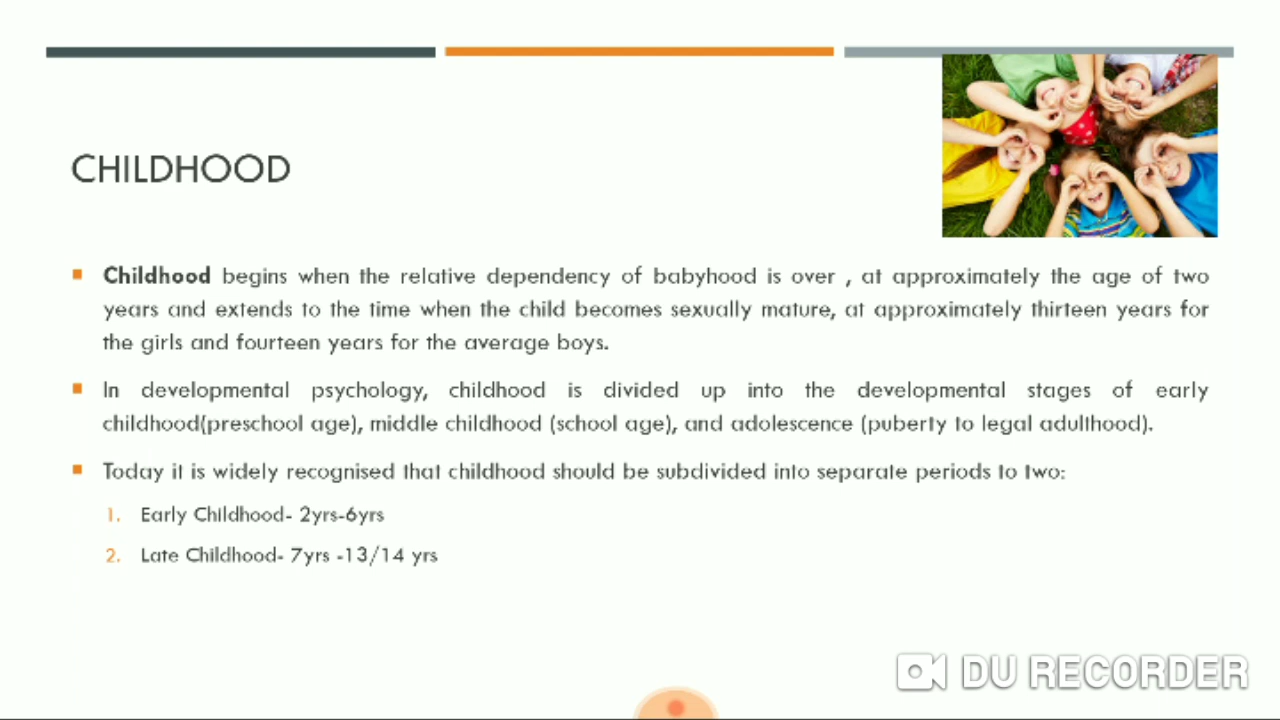 CHILDHOOD
Childhood begins when the relative dependency of babyhood is over , at approximately the age of two
years and extends to the time when the child becomes sexually mature, at approximately thirteen years for
the girls and fourteen years for the average boys.
In developmental psychology, childhood is divided up into the developmental stages of early
childhood(preschool age), middle childhood (school age), and adolescence (puberty to legal adulthood).
Today it is widely recognised that childhood should be subdivided into separate periods to two:
1. Early Childhood- 2yrs-6yrs
2. Late Childhood- 7yrs -13/14 yrs
DU RECORDER